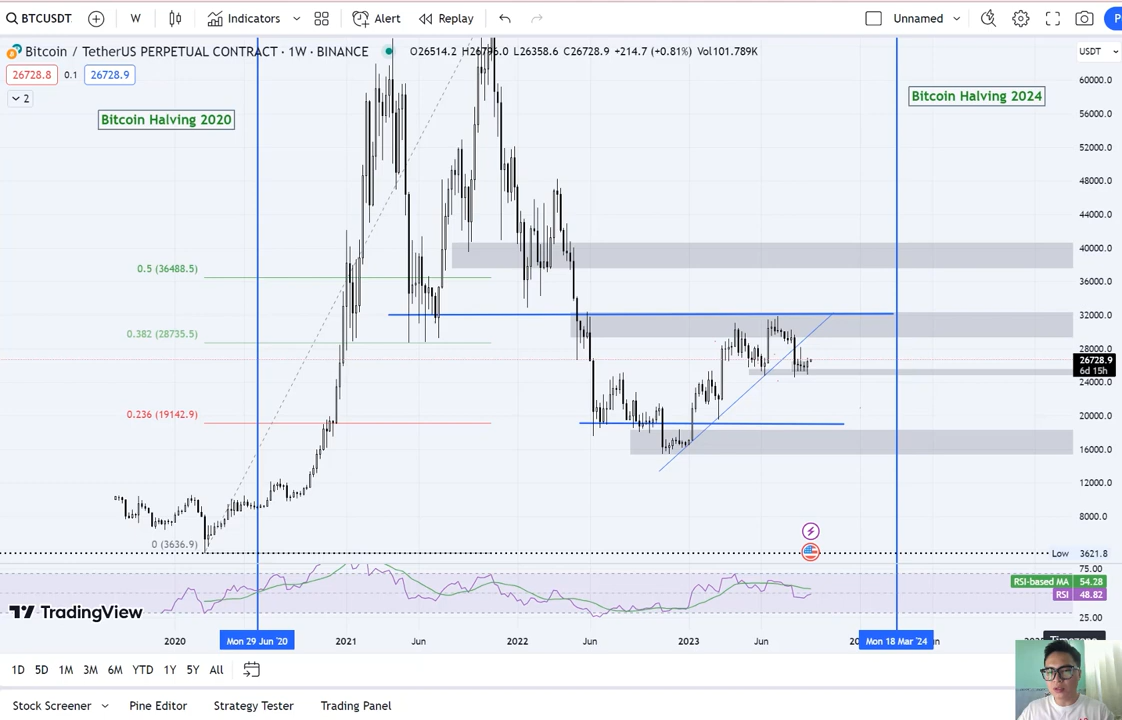 BTCUSDT
W
Indicators
Alert
Replay
Unnamed
Bitcoin / TetherUS PERPETUAL CONTRACT · 1W · BINANCE
O26514.2 H26796.0 L26358.6 C26728.9 +214.7 (+0.81%) Vol101.789K
USDT
26728.8
0.1
26728.9
2
Bitcoin Halving 2020
Bitcoin Halving 2024
60000.0
56000.0
52000.0
48000.0
44000.0
40000.0
36000.0
32000.0
28000.0
26728.9
6d 15h
24000.0
20000.0
16000.0
12000.0
8000.0
0.5 (36488.5)
0.382 (28735.5)
0.236 (19142.9)
0 (3636.9)
Low 3621.8
75.00
RSI-based MA 54.28
RSI 48.82
25.00
TradingView
2020
Mon 29 Jun '20
2021
Jun
2022
Jun
2023
Jun
Mon 18 Mar '24
1D 5D 1M 3M 6M YTD 1Y 5Y All
Stock Screener
Pine Editor
Strategy Tester
Trading Panel